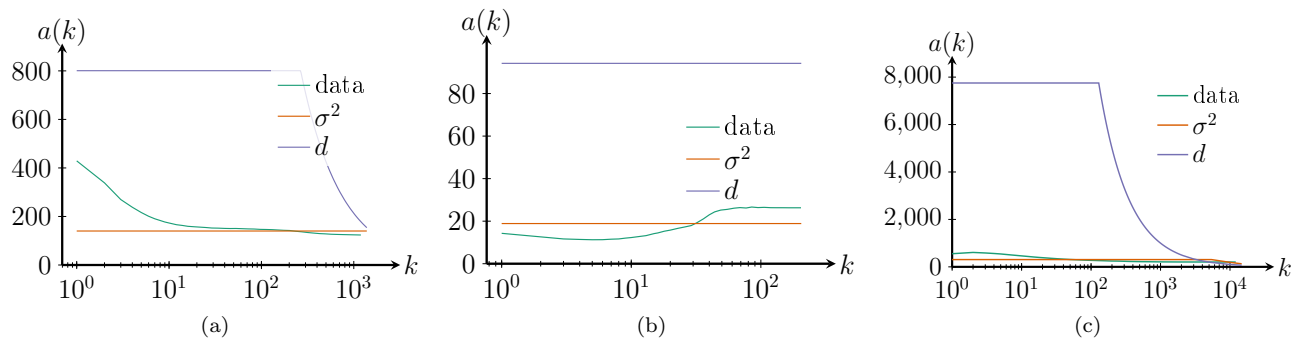 a(k)
800
600
400
200
0
10⁰ 10¹ 10² 10³
k
data
σ²
d
(a)
a(k)
80
60
40
20
0
10⁰ 10¹ 10²
k
data
σ²
d
(b)
a(k)
8,000
6,000
4,000
2,000
0
10⁰ 10¹ 10² 10³ 10⁴
k
data
σ²
d
(c)